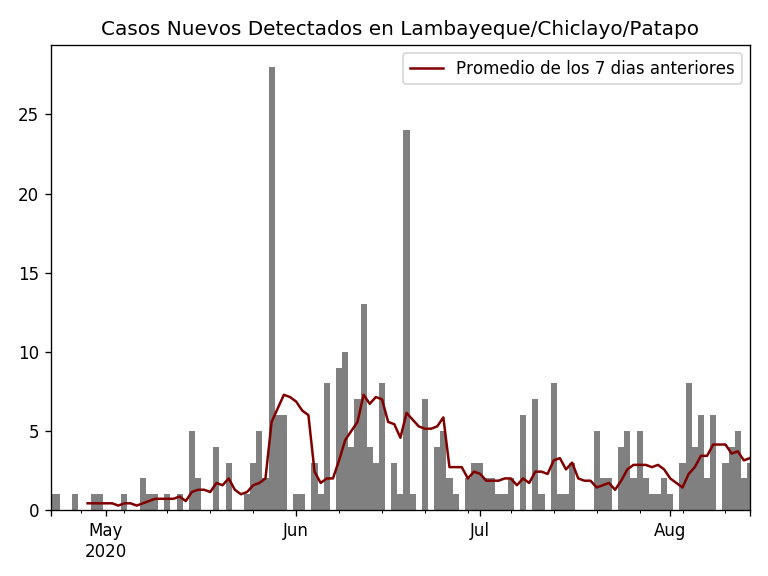 Casos Nuevos Detectados en Lambayeque/Chiclayo/Patapo
Promedio de los 7 dias anteriores
25
20
15
10
5
0
May Jun Jul Aug
2020